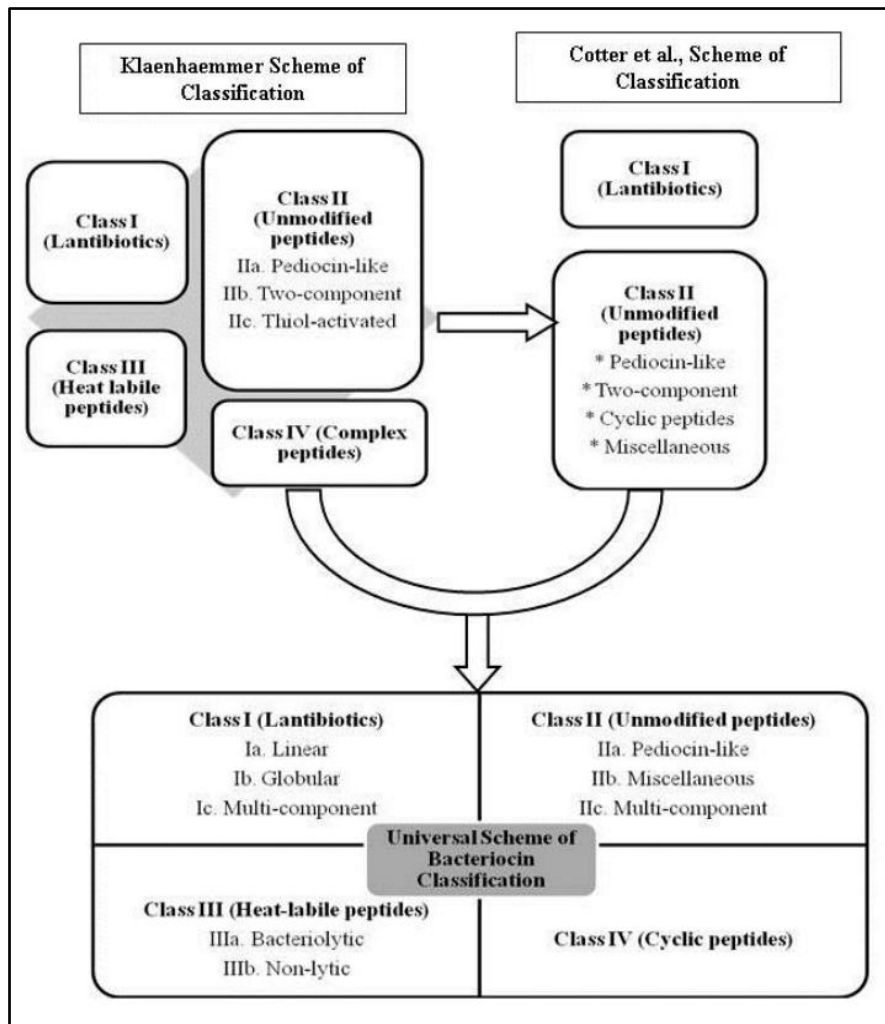 Klaenhaemmer Scheme of
Classification
Cotter et al., Scheme of
Classification
Class I
(Lantibiotics)
Class II
(Unmodified
peptides)
IIa. Pediocin-like
IIb. Two-component
IIc. Thiol-activated
Class III
(Heat labile
peptides)
Class IV (Complex
peptides)
Class I
(Lantibiotics)
Class II
(Unmodified
peptides)
* Pediocin-like
* Two-component
* Cyclic peptides
* Miscellaneous
Class I (Lantibiotics)
Ia. Linear
Ib. Globular
Ic. Multi-component
Class II (Unmodified peptides)
IIa. Pediocin-like
IIb. Miscellaneous
IIc. Multi-component
Universal Scheme of
Bacteriocin
Classification
Class III (Heat-labile peptides)
IIIa. Bacteriolytic
IIIb. Non-lytic
Class IV (Cyclic peptides)